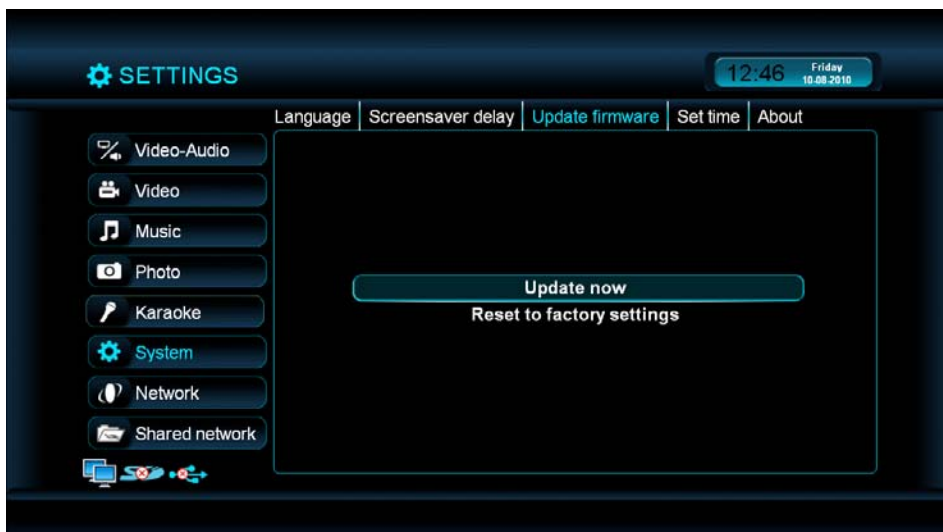 SETTINGS
12:46
Friday
10-08-2010
Language
Screensaver delay
Update firmware
Set time
About
Video-Audio
Video
Music
Photo
Karaoke
System
Network
Shared network
Update now
Reset to factory settings